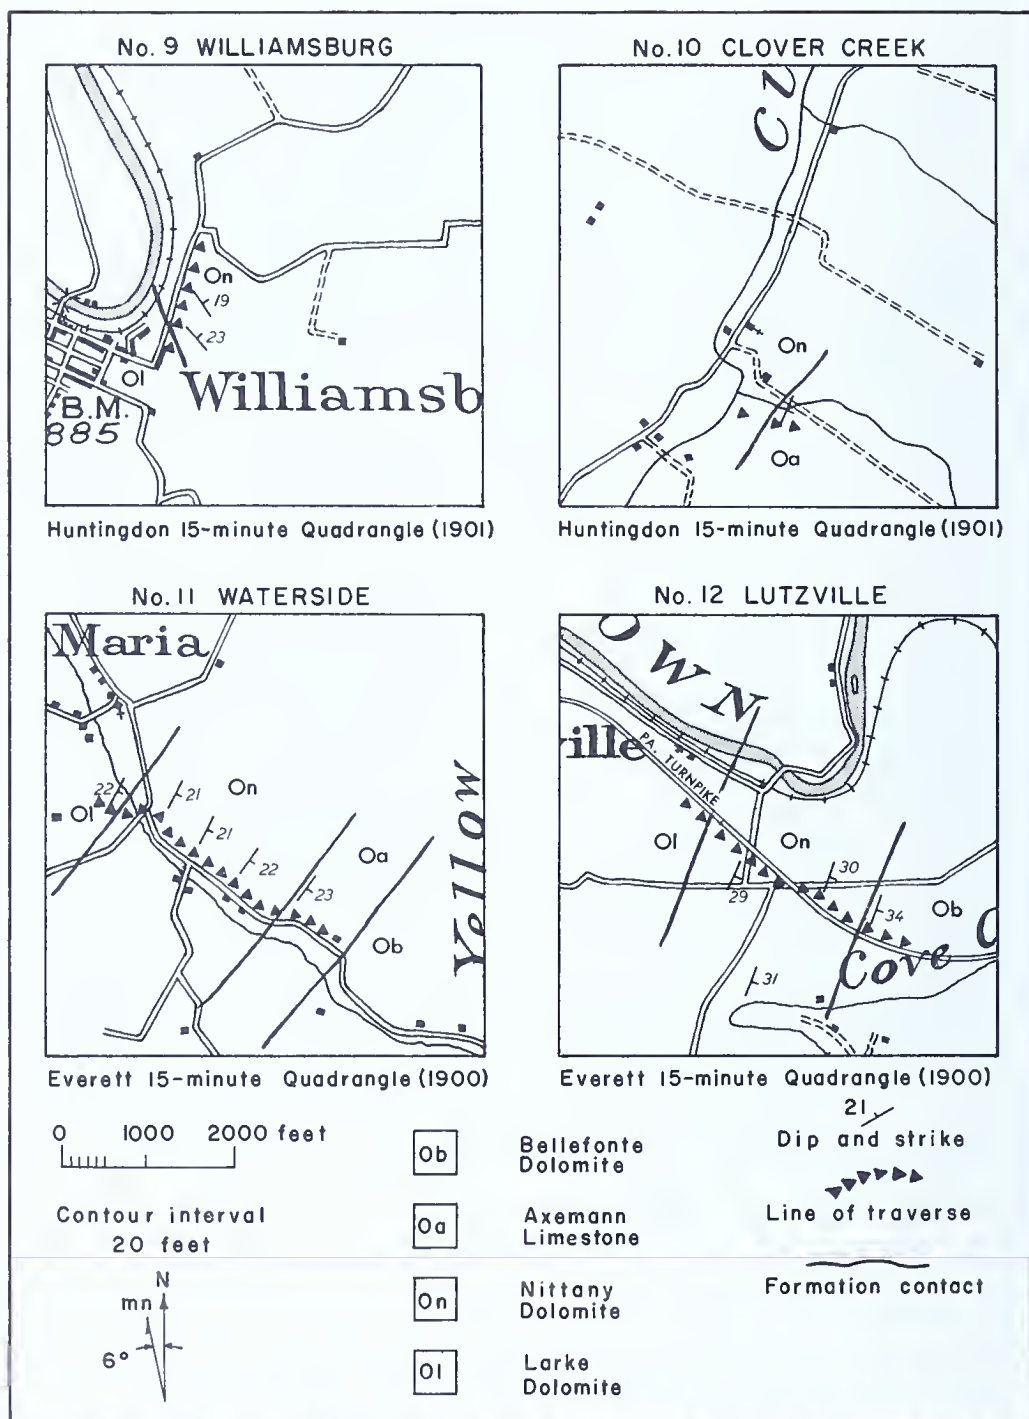 No. 9 WILLIAMSBURG
On
19
23
Ol
Williamsb
B.M.
885
Huntingdon 15-minute Quadrangle (1901)
No. 10 CLOVER CREEK
Cl
On
Oa
Huntingdon 15-minute Quadrangle (1901)
No. 11 WATERSIDE
Maria
22
21
On
Ol
21
22
Oa
23
Ob
Yellow
Everett 15-minute Quadrangle (1900)
No. 12 LUTZVILLE
OWN
ville
PA. TURNPIKE
Ol
On
29
30
34
Ob
Cove C
31
Everett 15-minute Quadrangle (1900)
0 1000 2000 feet
Contour interval
20 feet
N
mn
6°
Ob
Bellefonte
Dolomite
Oa
Axemann
Limestone
On
Nittany
Dolomite
Ol
Larke
Dolomite
21
Dip and strike
Line of traverse
Formation contact